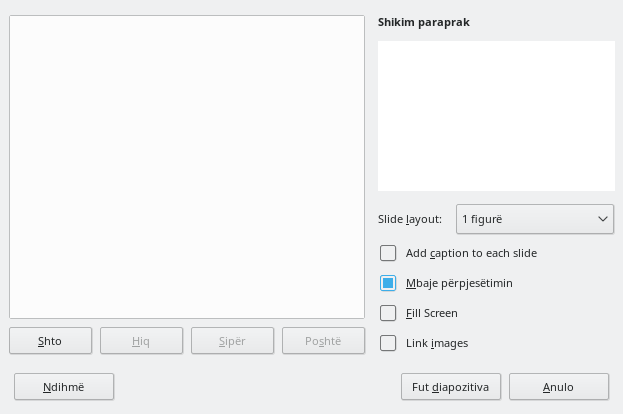 Shikim paraprak
Slide layout: 1 figurë
Add caption to each slide
Mbaje përpjesëtimin
Fill Screen
Link images
Shto Hiq Sipër Poshtë
Ndihmë Fut diapozitiva Anulo